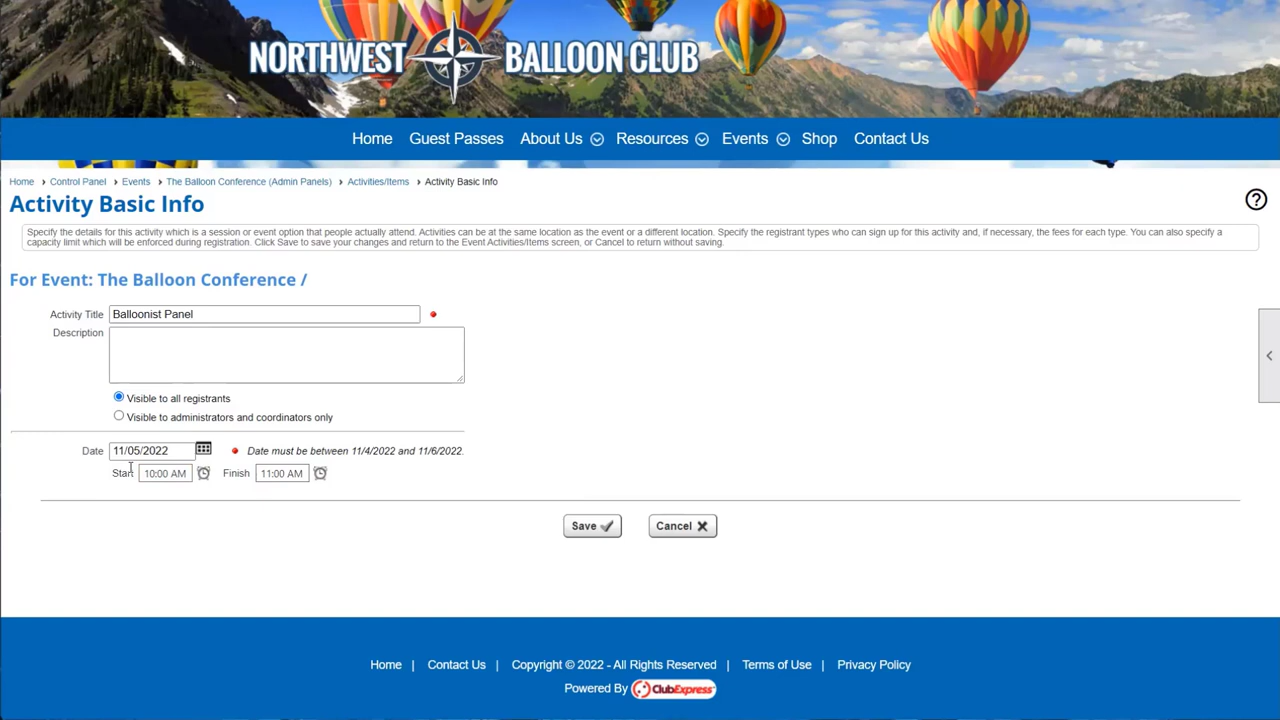 NORTHWEST BALLOON CLUB
Home Guest Passes About Us Resources Events Shop Contact Us
Home › Control Panel › Events › The Balloon Conference (Admin Panels) › Activities/Items › Activity Basic Info
Activity Basic Info
?
Specify the details for this activity which is a session or event option that people actually attend. Activities can be at the same location as the event or a different location. Specify the registrant types who can sign up for this activity and, if necessary, the fees for each type. You can also specify a
capacity limit which will be enforced during registration. Click Save to save your changes and return to the Event Activities/Items screen, or Cancel to return without saving.
For Event: The Balloon Conference /
Activity Title Balloonist Panel
Description
Visible to all registrants
Visible to administrators and coordinators only
Date 11/05/2022 Date must be between 11/4/2022 and 11/6/2022.
Start 10:00 AM Finish 11:00 AM
Save Cancel
Home | Contact Us | Copyright © 2022 - All Rights Reserved | Terms of Use | Privacy Policy
Powered By ClubExpress